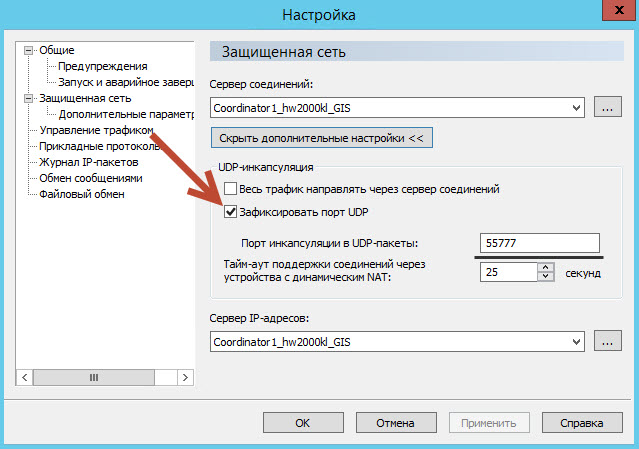 Настройка
Общие
Предупреждения
Запуск и аварийное заверш
Защищенная сеть
Дополнительные параметр
Управление трафиком
Прикладные протоколы
Журнал IP-пакетов
Обмен сообщениями
Файловый обмен
Защищенная сеть
Сервер соединений:
Coordinator1_hw2000kl_GIS
...
Скрыть дополнительные настройки <<
UDP-инкапсуляция
Весь трафик направлять через сервер соединений
Зафиксировать порт UDP
Порт инкапсуляции в UDP-пакеты:
55777
Тайм-аут поддержки соединений через
устройства с динамическим NAT:
25
секунд
Сервер IP-адресов:
Coordinator1_hw2000kl_GIS
...
OK
Отмена
Применить
Справка